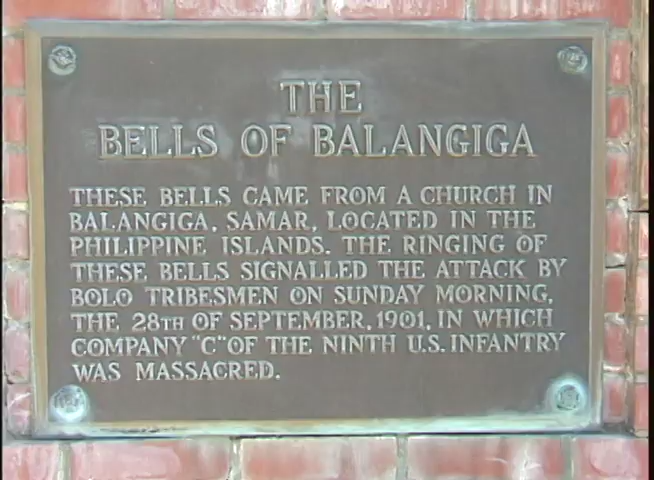 THE
BELLS OF BALANGIGA
THESE BELLS CAME FROM A CHURCH IN
BALANGIGA, SAMAR, LOCATED IN THE
PHILIPPINE ISLANDS. THE RINGING OF
THESE BELLS SIGNALLED THE ATTACK BY
BOLO TRIBESMEN ON SUNDAY MORNING,
THE 28TH OF SEPTEMBER, 1901, IN WHICH
COMPANY "C" OF THE NINTH U.S. INFANTRY
WAS MASSACRED.